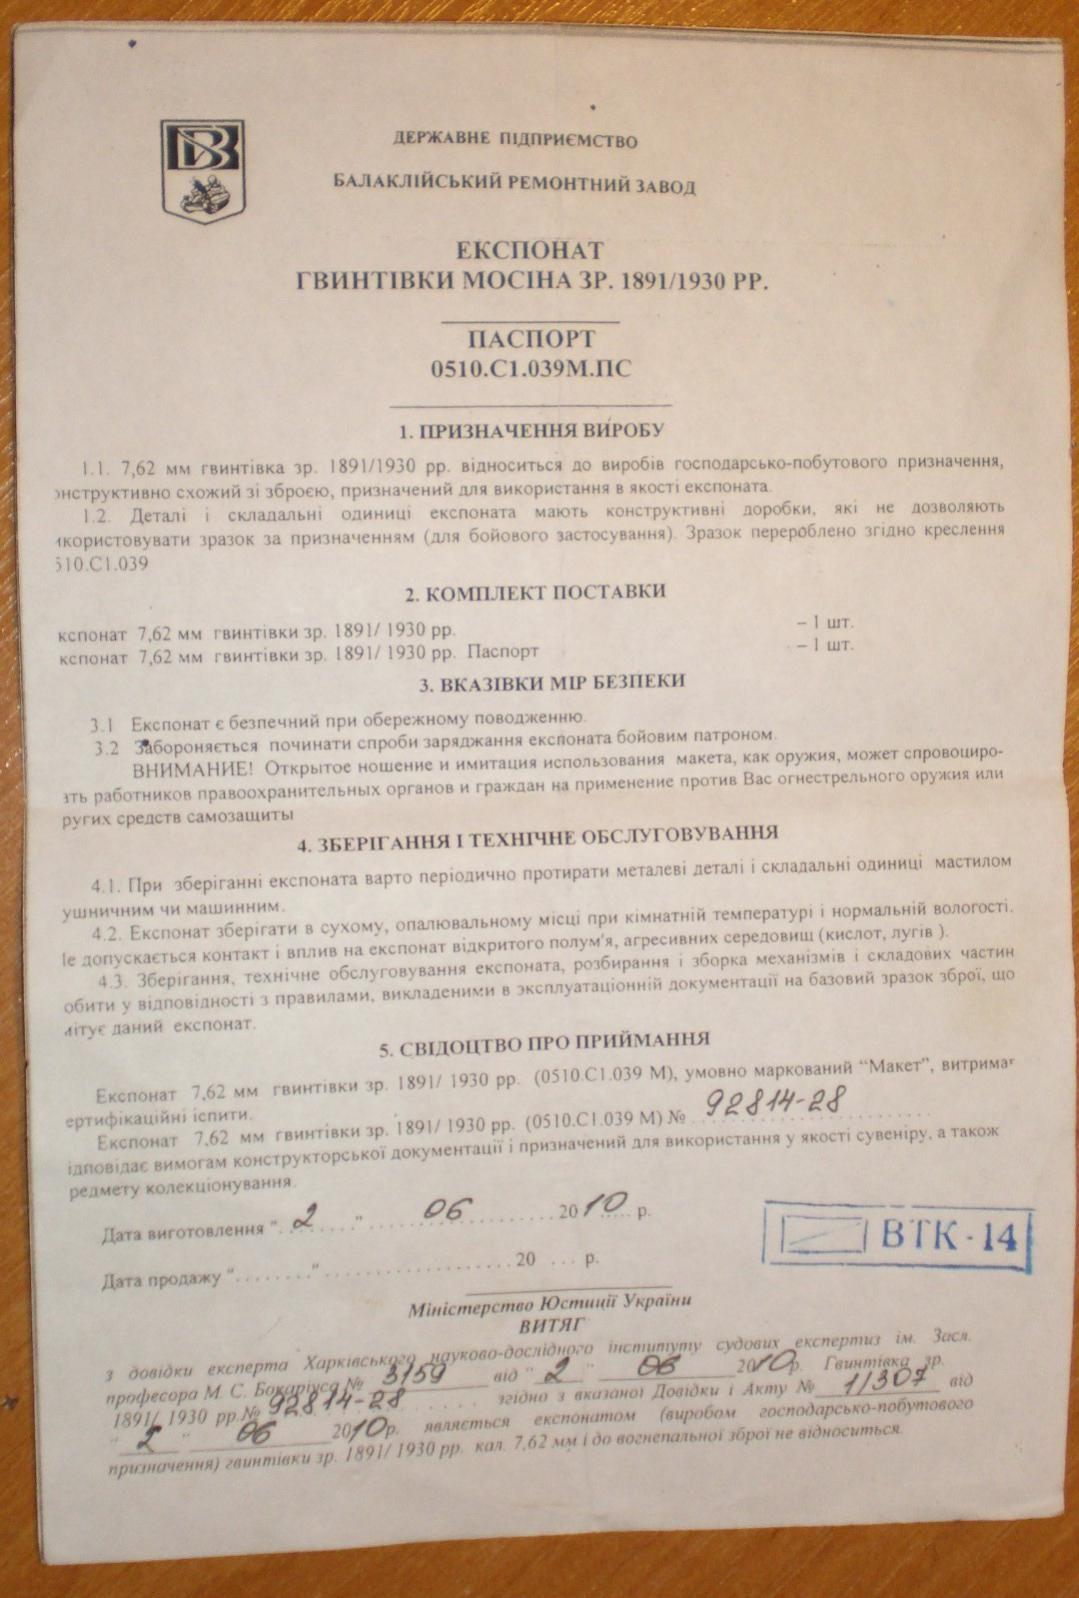 ДЕРЖАВНЕ ПІДПРИЄМСТВО
БАЛАКЛІЙСЬКИЙ РЕМОНТНИЙ ЗАВОД
ЕКСПОНАТ
ГВИНТІВКИ МОСІНА ЗР. 1891/1930 РР.
ПАСПОРТ
0510.С1.039М.ПС
1. ПРИЗНАЧЕННЯ ВИРОБУ
1.1. 7,62 мм гвинтівка зр. 1891/1930 рр. відноситься до виробів господарсько-побутового призначення,
онструктивно схожий зі зброєю, призначений для використання в якості експоната.
1.2. Деталі і складальні одиниці експоната мають конструктивні доробки, які не дозволяють
икористовувати зразок за призначенням (для бойового застосування). Зразок перероблено згідно креслення
510.С1.039
2. КОМПЛЕКТ ПОСТАВКИ
кспонат 7,62 мм гвинтівки зр. 1891/ 1930 рр. – 1 шт.
кспонат 7,62 мм гвинтівки зр. 1891/ 1930 рр. Паспорт – 1 шт.
3. ВКАЗІВКИ МІР БЕЗПЕКИ
3.1 Експонат є безпечний при обережному поводженню.
3.2 Забороняється починати спроби заряджання експоната бойовим патроном.
ВНИМАНИЕ! Открытое ношение и имитация использования макета, как оружия, может спровоциро-
ать работников правоохранительных органов и граждан на применение против Вас огнестрельного оружия или
ругих средств самозащиты
4. ЗБЕРІГАННЯ І ТЕХНІЧНЕ ОБСЛУГОВУВАННЯ
4.1. При зберіганні експоната варто періодично протирати металеві деталі і складальні одиниці мастилом
ушничним чи машинним.
4.2. Експонат зберігати в сухому, опалювальному місці при кімнатній температурі і нормальній вологості.
Не допускається контакт і вплив на експонат відкритого полум'я, агресивних середовищ (кислот, лугів ).
4.3. Зберігання, технічне обслуговування експоната, розбирання і зборка механізмів і складових частин
обити у відповідності з правилами, викладеними в эксплуатаціонній документації на базовий зразок зброї, що
мітує даний експонат.
5. СВІДОЦТВО ПРО ПРИЙМАННЯ
Експонат 7,62 мм гвинтівки зр. 1891/ 1930 рр. (0510.С1.039 М), умовно маркований “Макет”, витримаг
ертифікаційні іспити.
Експонат 7,62 мм гвинтівки зр. 1891/ 1930 рр. (0510.С1.039 М) № 92814-28
ідповідає вимогам конструкторської документації і призначений для використання у якості сувеніру, а також
редмету колекціонування.
Дата виготовлення “ 2 ” 06 2010 р.
ВТК - 14
Дата продажу “........”.....................20 ... р.
Міністерство Юстиції України
ВИТЯГ
з довідки експерта Харківського науково-дослідного інституту судових експертиз ім. Засл.
професора М. С. Бокаріуса № 3159 від “ 2 ” 06 2010р. Гвинтівка зр.
1891/ 1930 рр.№ 92814-28 згідно з вказаної Довідки і Акту № 1/307 від
“ 2 ” 06 2010р. являється експонатом (виробом господарсько-побутового
призначення) гвинтівки зр. 1891/ 1930 рр. кал. 7,62 мм і до вогнепальної зброї не відноситься.